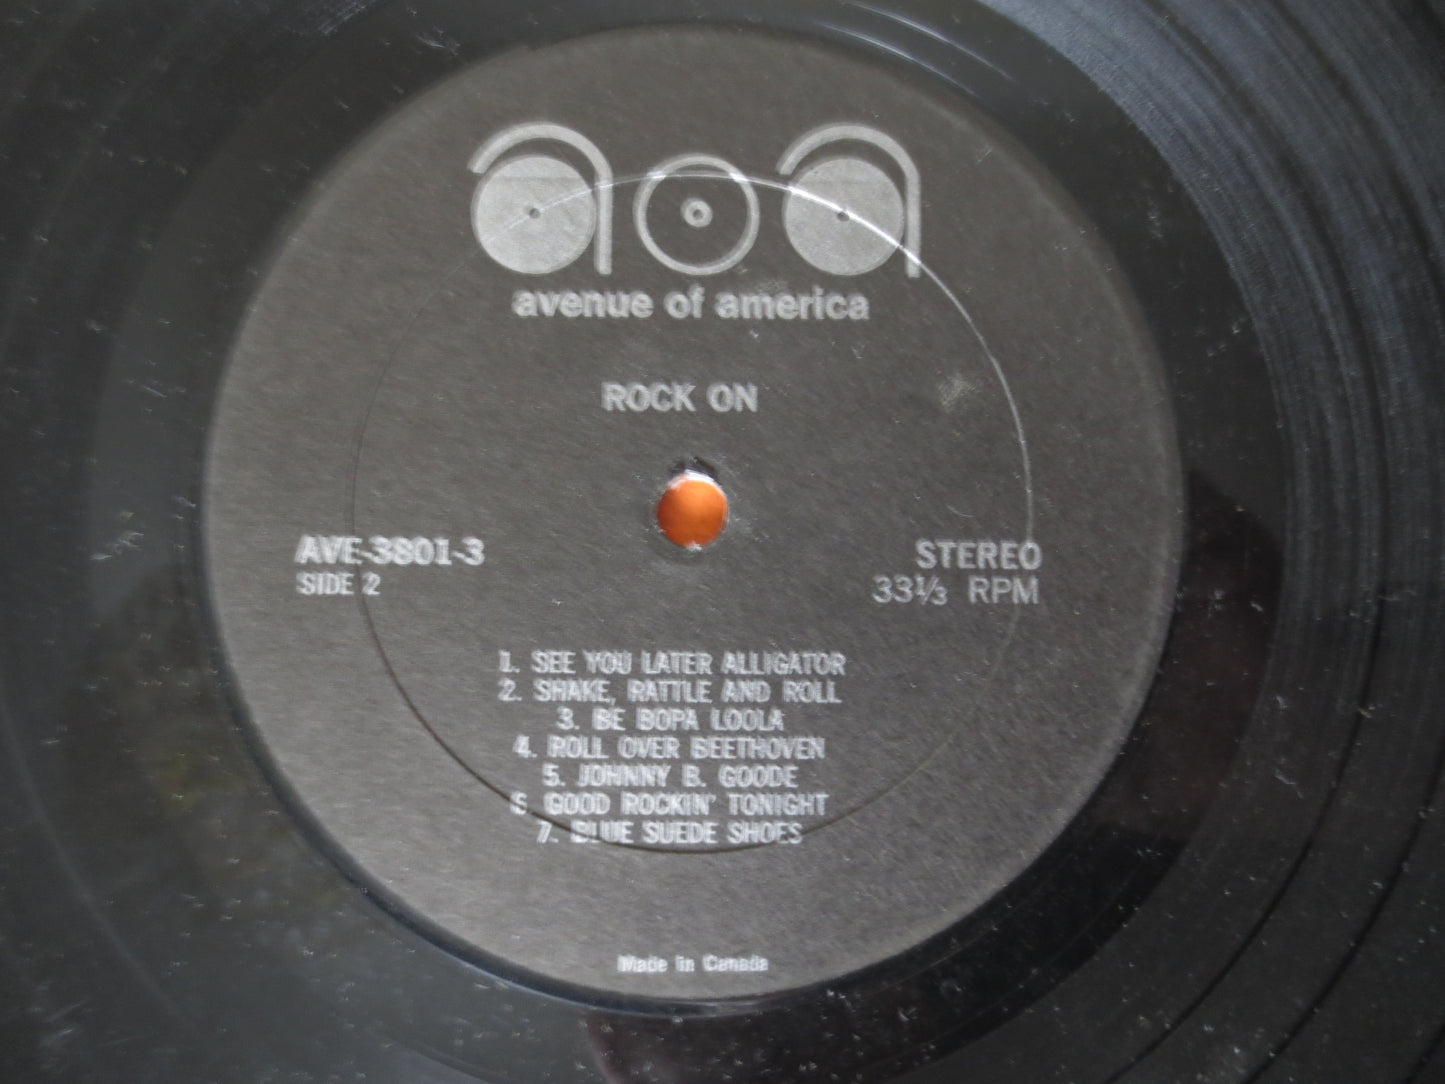 aoa
avenue of america
ROCK ON
AVE-3801-3
SIDE 2
STEREO
33⅓ RPM
1. SEE YOU LATER ALLIGATOR
2. SHAKE, RATTLE AND ROLL
3. BE BOPA LOOLA
4. ROLL OVER BEETHOVEN
5. JOHNNY B. GOODE
6 GOOD ROCKIN' TONIGHT
7. BLUE SUEDE SHOES
Made in Canada